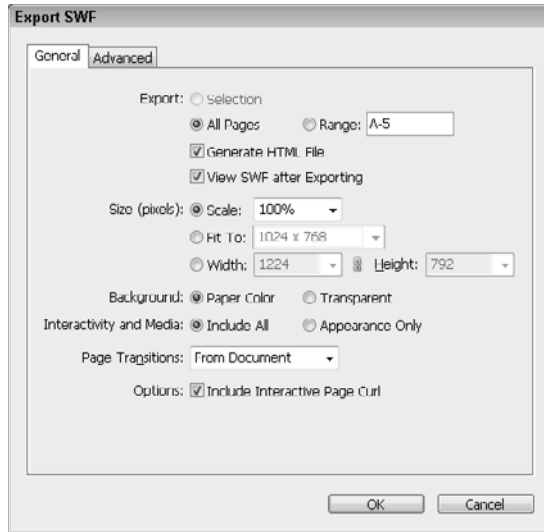 Export SWF
General Advanced
Export: Selection
All Pages Range: A-5
Generate HTML File
View SWF after Exporting
Size (pixels): Scale: 100%
Fit To: 1024 x 768
Width: 1224 Height: 792
Background: Paper Color Transparent
Interactivity and Media: Include All Appearance Only
Page Transitions: From Document
Options: Include Interactive Page Curl
OK Cancel